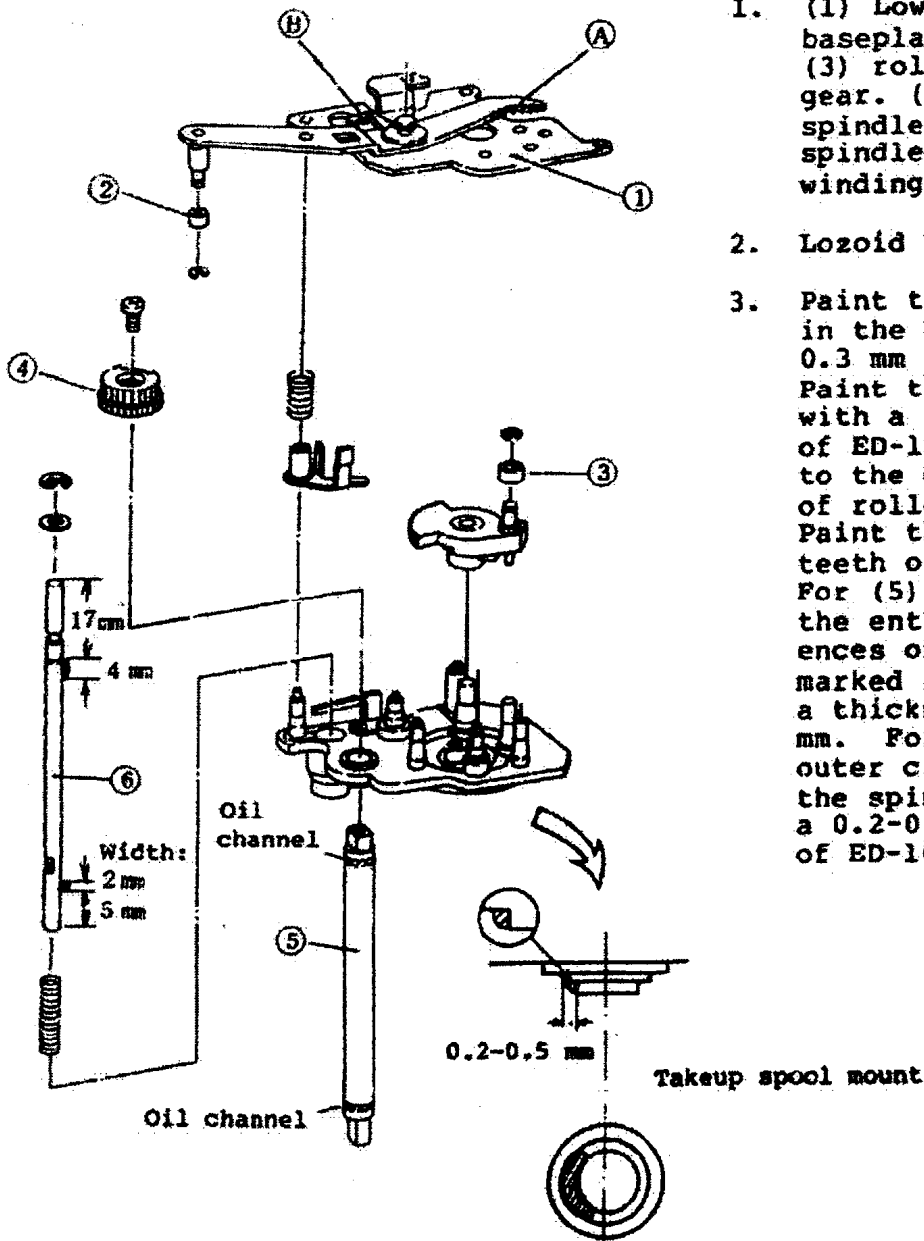 1. (1) Low
basepla
(3) rol
gear. (
spindle
spindle
winding
2. Lozoid
3. Paint t
in the
0.3 mm
Paint t
with a
of ED-1
to the
of roll
Paint t
teeth o
For (5)
the ent
ences o
marked
a thick
mm. Fo
outer c
the spi
a 0.2-0
of ED-1
B
A
1
2
4
3
17mm
4 mm
6
Oil
channel
Width:
2 mm
5 mm
5
0.2-0.5 mm
Takeup spool mount
Oil channel